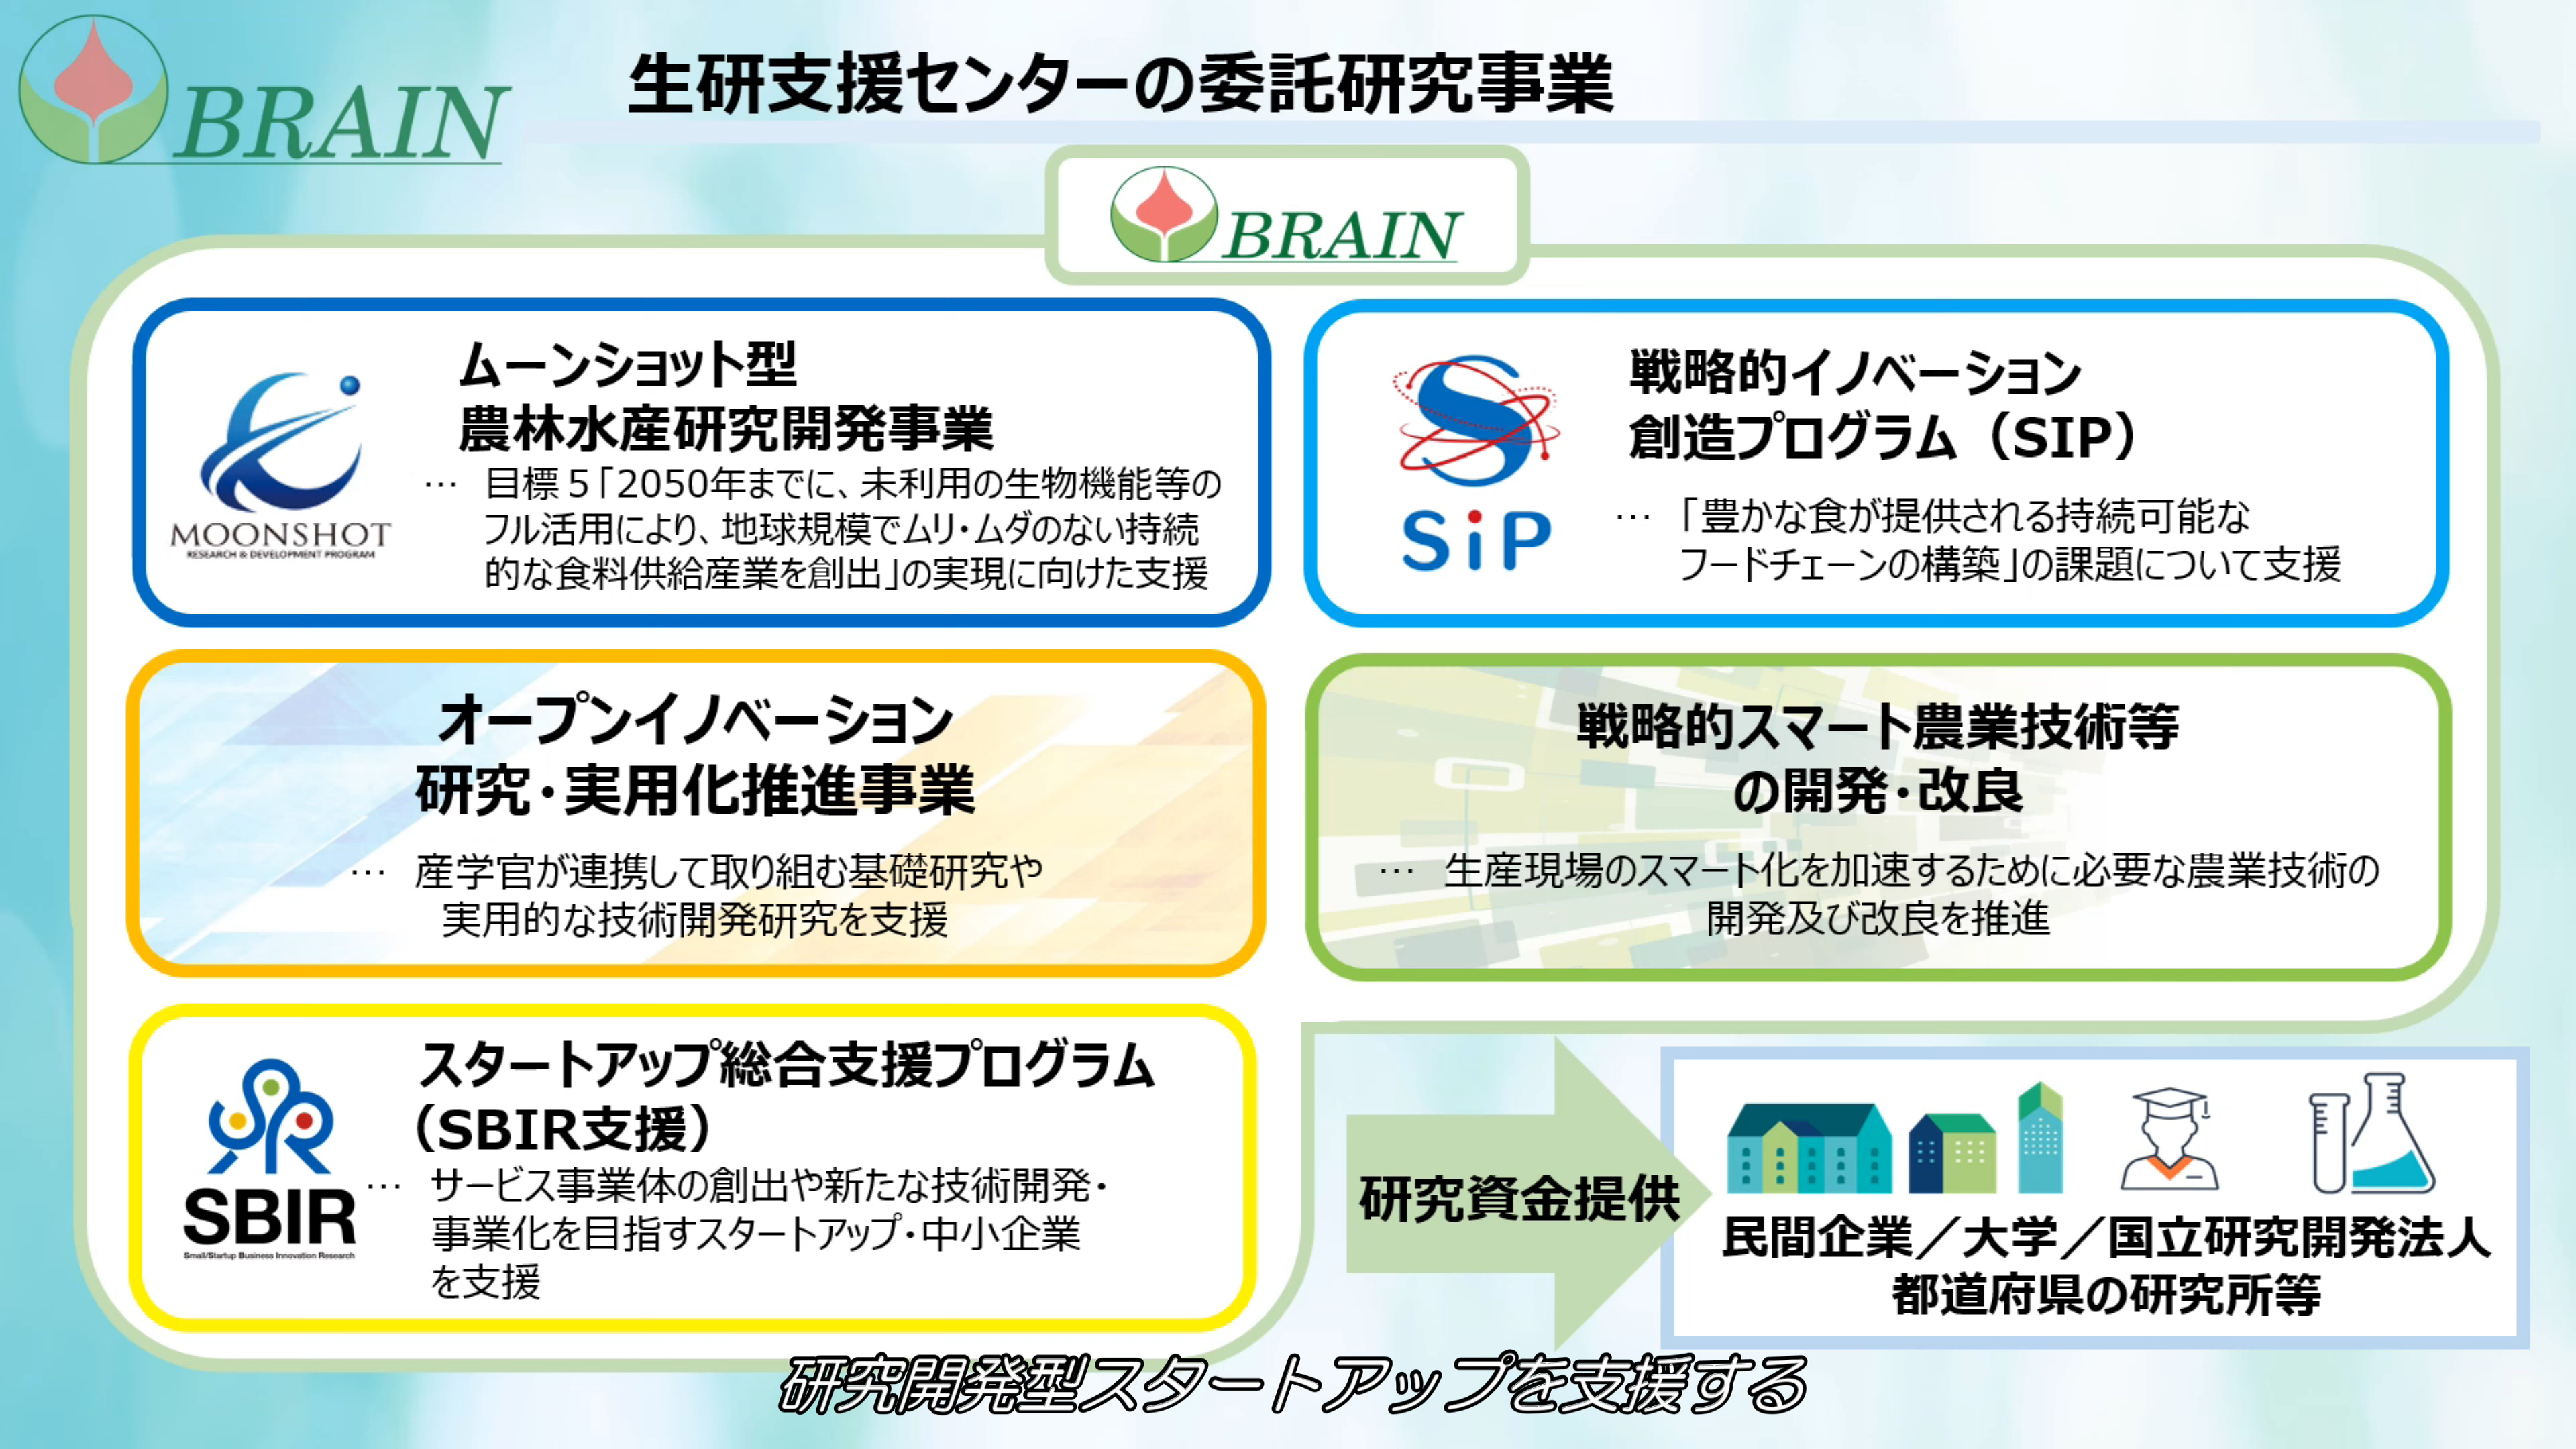 BRAIN
生研支援センターの委託研究事業
BRAIN
MOONSHOT
RESEARCH & DEVELOPMENT PROGRAM
ムーンショット型
農林水産研究開発事業
… 目標5「2050年までに、未利用の生物機能等の
フル活用により、地球規模でムリ・ムダのない持続
的な食料供給産業を創出」の実現に向けた支援
SiP
戦略的イノベーション
創造プログラム（SIP）
… 「豊かな食が提供される持続可能な
フードチェーンの構築」の課題について支援
オープンイノベーション
研究・実用化推進事業
… 産学官が連携して取り組む基礎研究や
実用的な技術開発研究を支援
戦略的スマート農業技術等
の開発・改良
… 生産現場のスマート化を加速するために必要な農業技術の
開発及び改良を推進
SBIR
Small/Startup Business Innovation Research
スタートアップ総合支援プログラム
（SBIR支援）
… サービス事業体の創出や新たな技術開発・
事業化を目指すスタートアップ・中小企業
を支援
研究資金提供
民間企業／大学／国立研究開発法人
都道府県の研究所等
研究開発型スタートアップを支援する